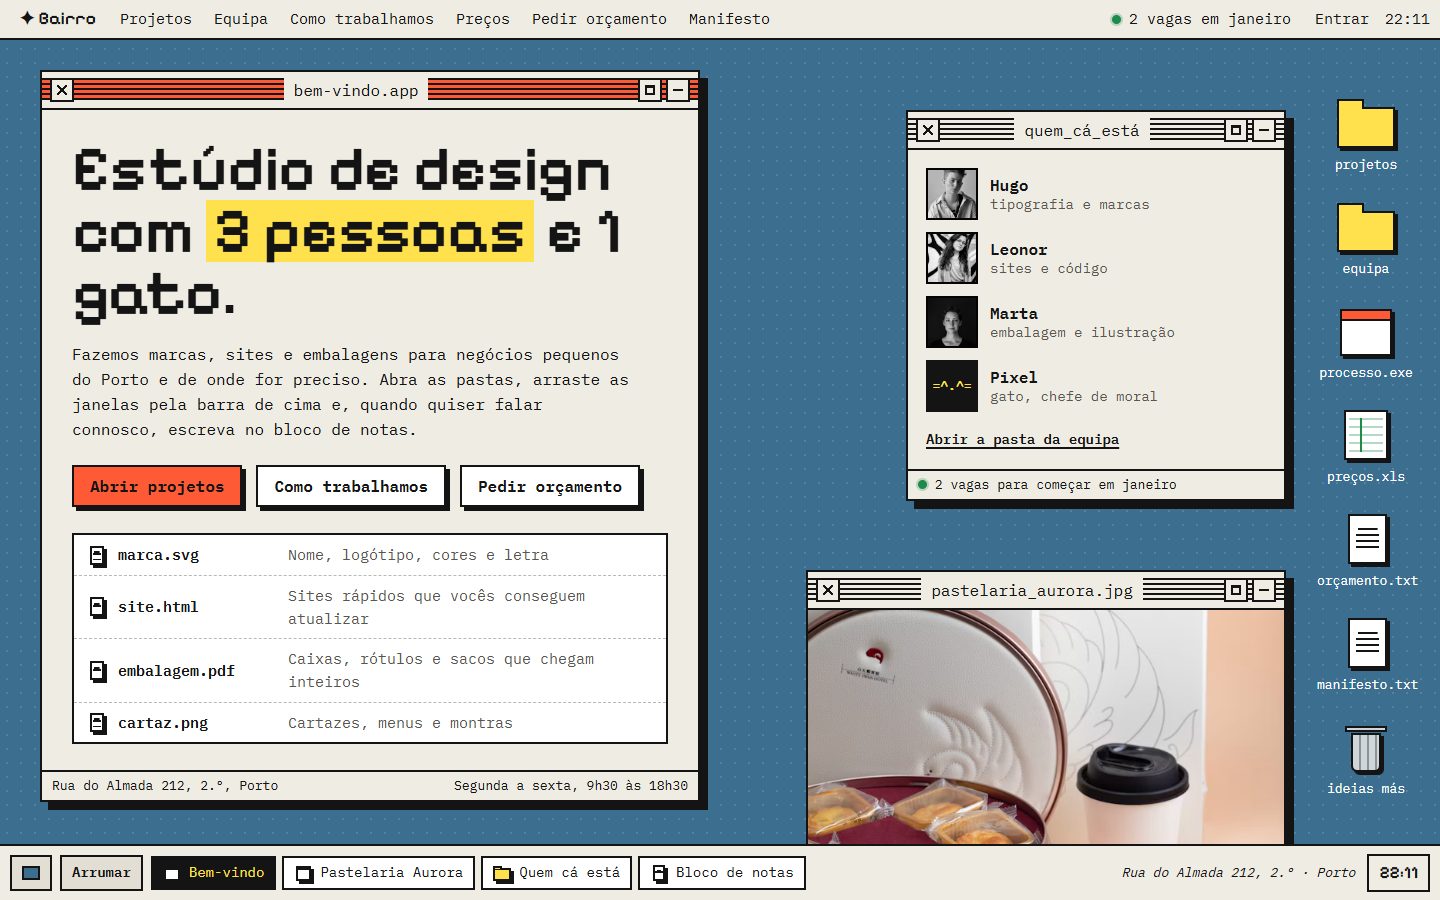 Bairro Projetos Equipa Como trabalhamos Preços Pedir orçamento Manifesto 2 vagas em janeiro Entrar 22:11
bem-vindo.app
Estúdio de design
com 3 pessoas e 1
gato.
Fazemos marcas, sites e embalagens para negócios pequenos
do Porto e de onde for preciso. Abra as pastas, arraste as
janelas pela barra de cima e, quando quiser falar
connosco, escreva no bloco de notas.
Abrir projetos Como trabalhamos Pedir orçamento
marca.svg Nome, logótipo, cores e letra
site.html Sites rápidos que vocês conseguem
atualizar
embalagem.pdf Caixas, rótulos e sacos que chegam
inteiros
cartaz.png Cartazes, menus e montras
Rua do Almada 212, 2.º, Porto Segunda a sexta, 9h30 às 18h30
quem_cá_está
Hugo
tipografia e marcas
Leonor
sites e código
Marta
embalagem e ilustração
=^.^= Pixel
gato, chefe de moral
Abrir a pasta da equipa
2 vagas para começar em janeiro
pastelaria_aurora.jpg
projetos
equipa
processo.exe
preços.xls
orçamento.txt
manifesto.txt
ideias más
Arrumar Bem-vindo Pastelaria Aurora Quem cá está Bloco de notas Rua do Almada 212, 2.º · Porto 22:11